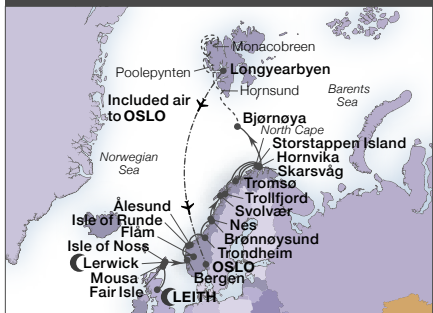 Monacobreen
Poolepynten
Longyearbyen
Hornsund
Included air
to OSLO
Barents
Sea
Bjørnøya
North Cape
Storstappen Island
Hornvika
Skarsvåg
Norwegian
Sea
Tromsø
Trollfjord
Svolvær
Nes
Brønnøysund
Trondheim
Ålesund
Isle of Runde
Flåm
Isle of Noss
Lerwick
Mousa
Fair Isle
OSLO
Bergen
LEITH